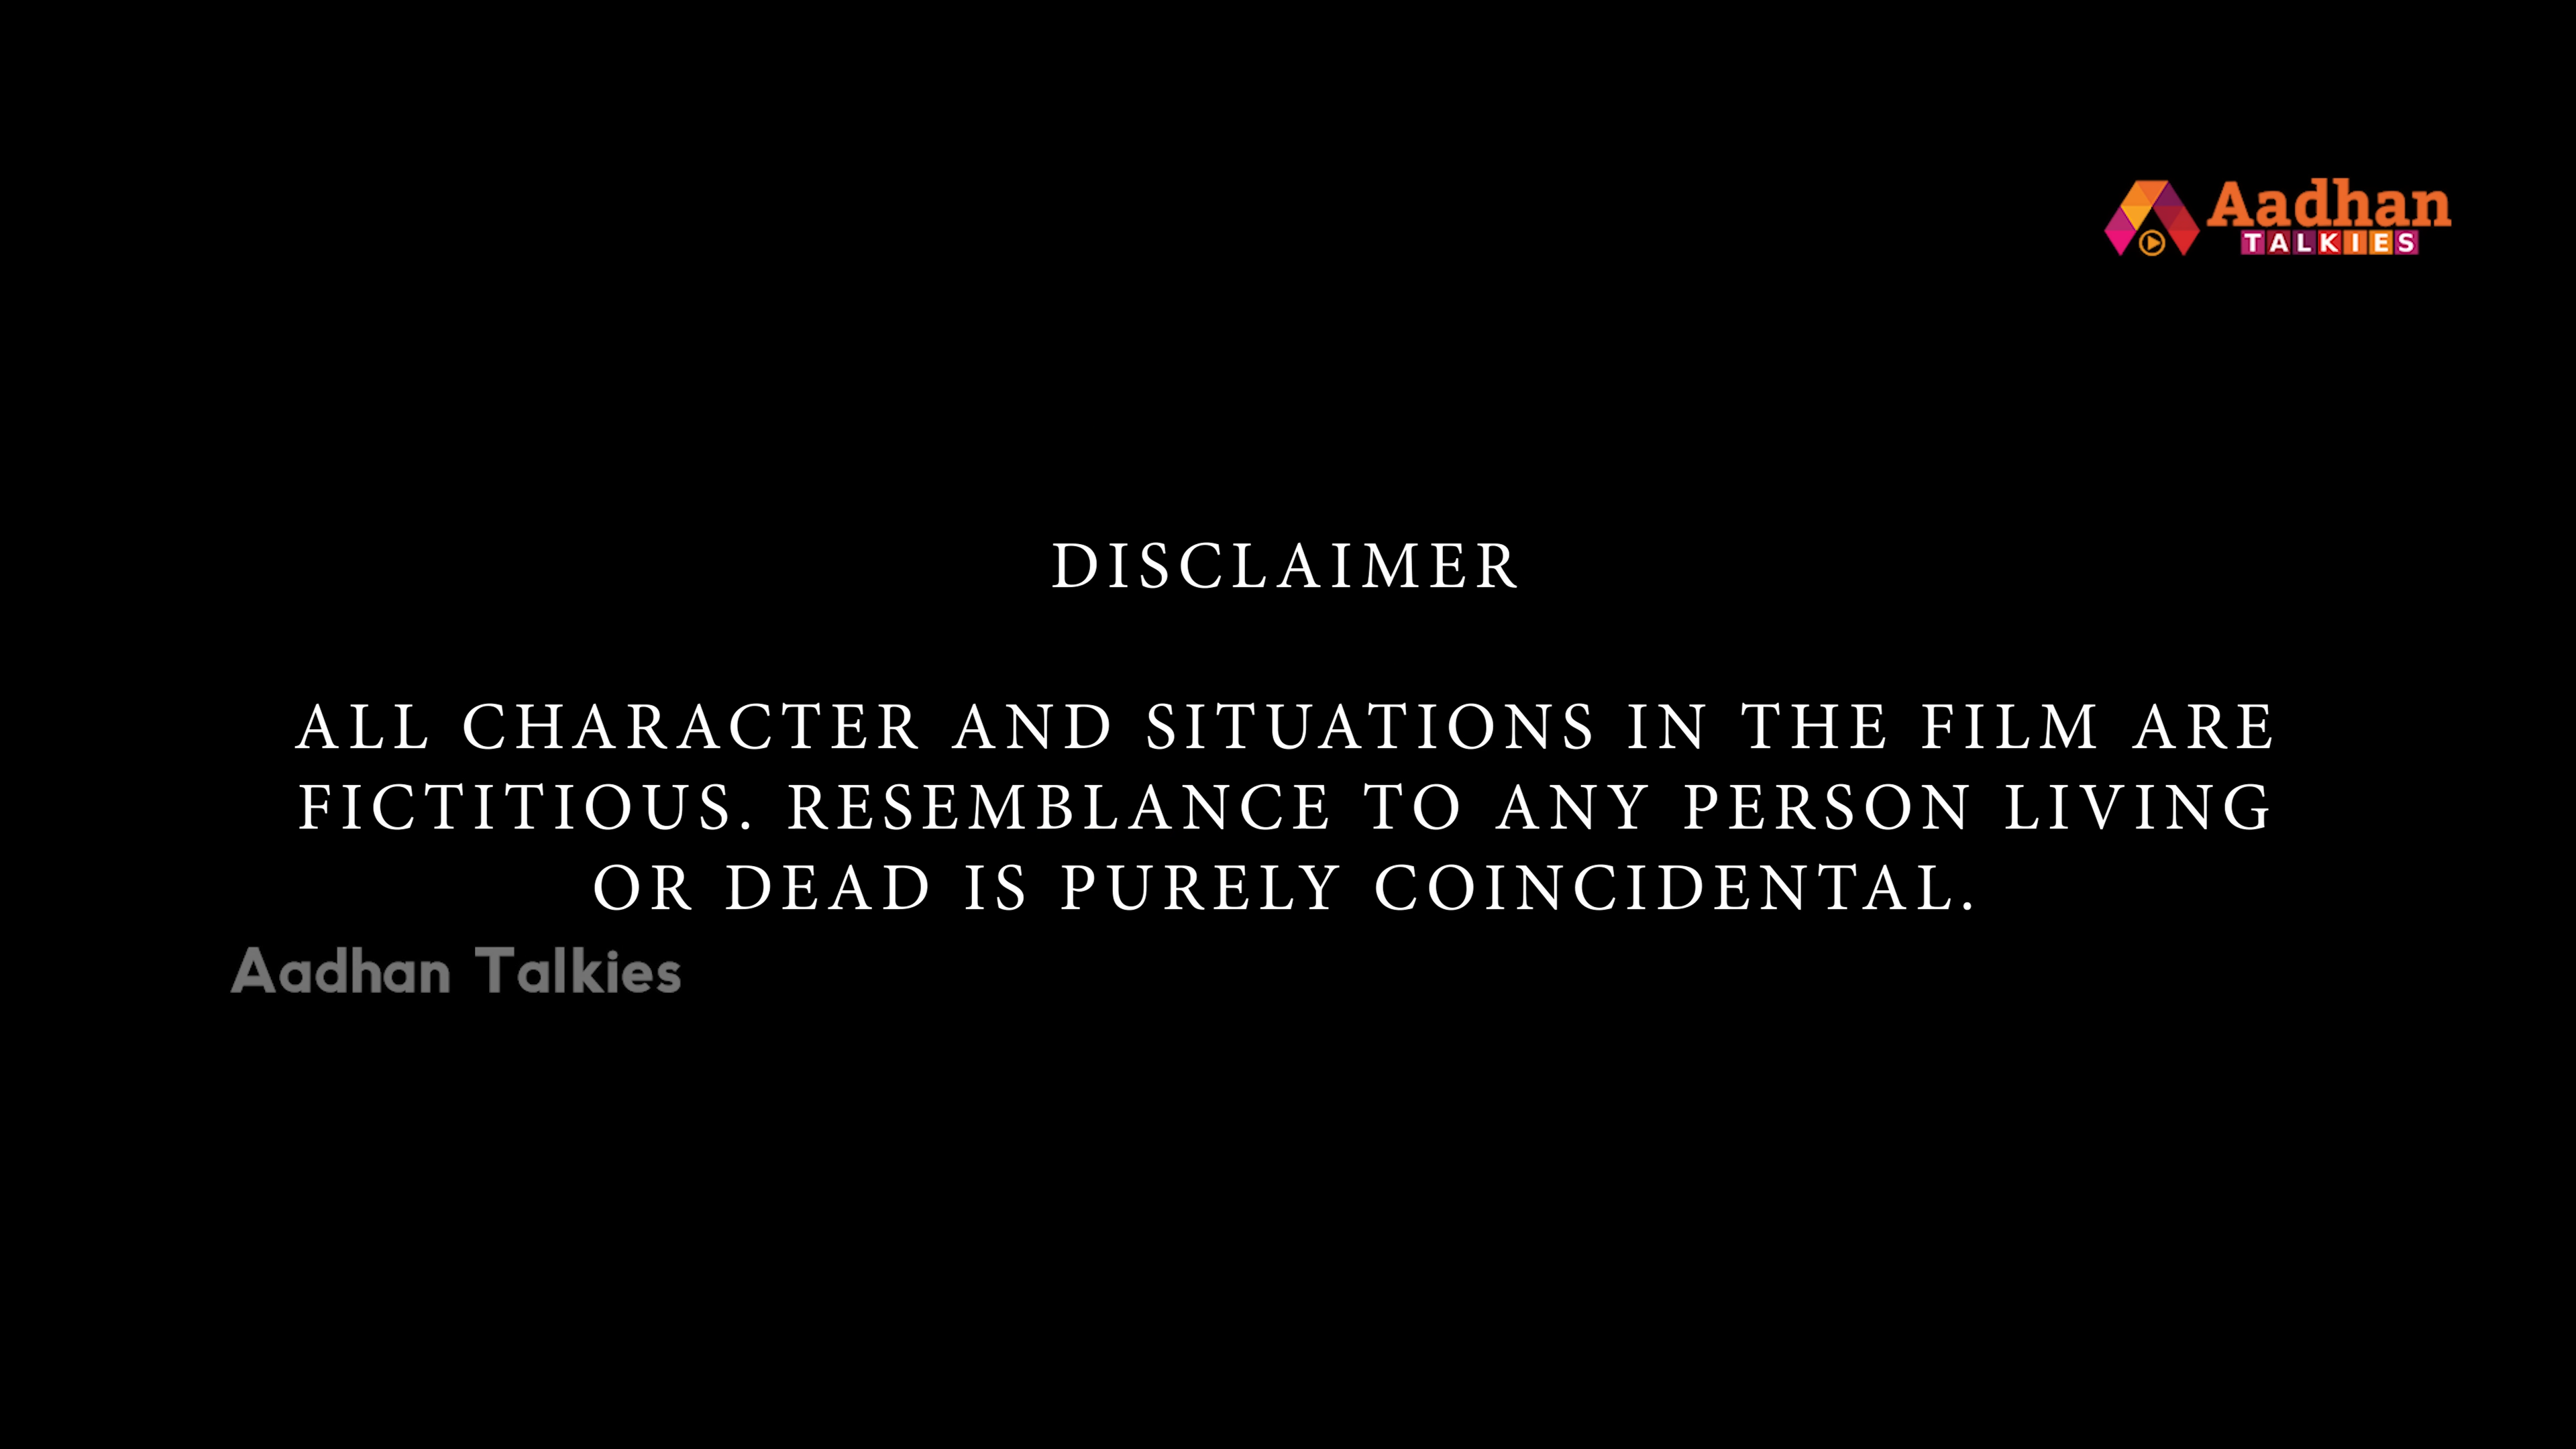 Aadhan
TALKIES
DISCLAIMER
ALL CHARACTER AND SITUATIONS IN THE FILM ARE
FICTITIOUS. RESEMBLANCE TO ANY PERSON LIVING
OR DEAD IS PURELY COINCIDENTAL.
Aadhan Talkies